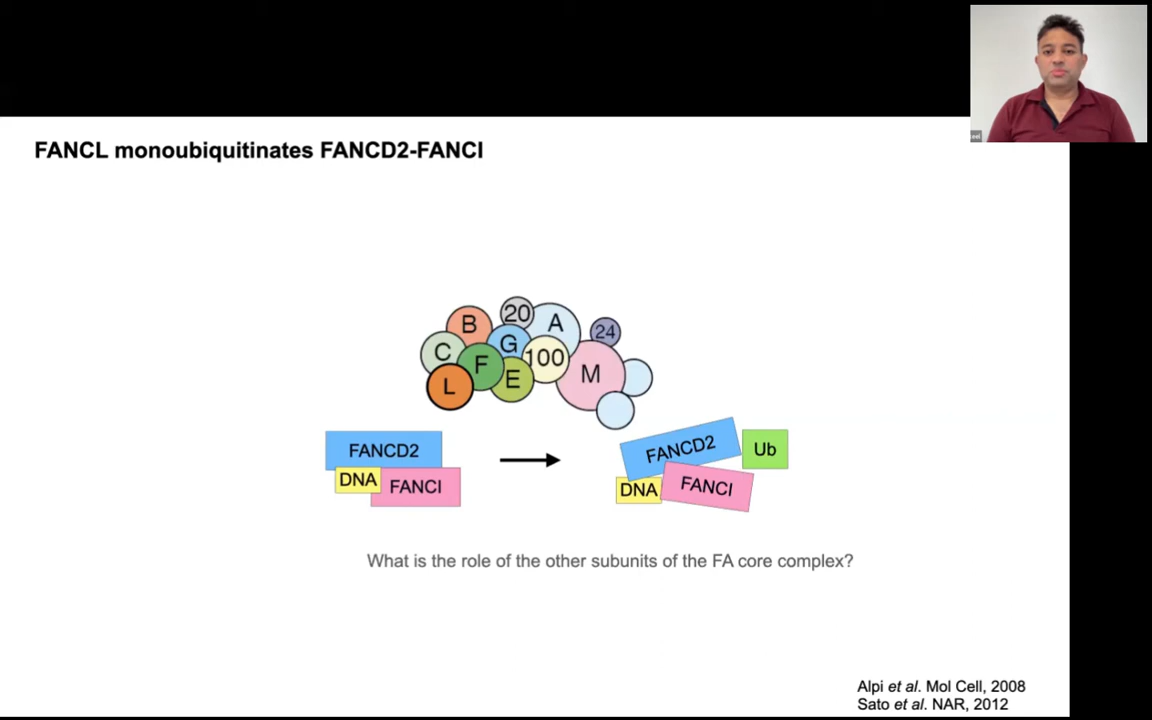 FANCL monoubiquitinates FANCD2-FANCI
20
A
B
24
G
C
100
F
M
E
L
FANCD2
FANCD2
Ub
DNA
FANCI
DNA
FANCI
What is the role of the other subunits of the FA core complex?
Alpi et al. Mol Cell, 2008
Sato et al. NAR, 2012